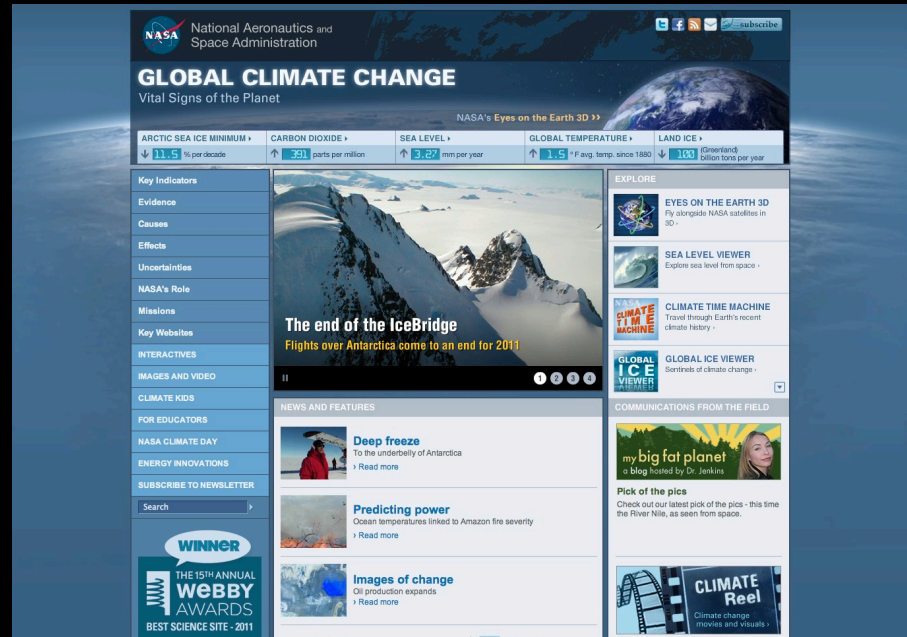 NASA
National Aeronautics and
Space Administration
subscribe
GLOBAL CLIMATE CHANGE
Vital Signs of the Planet
NASA's Eyes on the Earth 3D ››
ARCTIC SEA ICE MINIMUM
11.5 % per decade
CARBON DIOXIDE
391 parts per million
SEA LEVEL
3.27 mm per year
GLOBAL TEMPERATURE
1.5 °F avg. temp. since 1880
LAND ICE
100 (Greenland)
billion tons per year
Key Indicators
Evidence
Causes
Effects
Uncertainties
NASA's Role
Missions
Key Websites
INTERACTIVES
IMAGES AND VIDEO
CLIMATE KIDS
FOR EDUCATORS
NASA CLIMATE DAY
ENERGY INNOVATIONS
SUBSCRIBE TO NEWSLETTER
Search
WINNER
THE 15TH ANNUAL
WEBBY
AWARDS
BEST SCIENCE SITE - 2011
The end of the IceBridge
Flights over Antarctica come to an end for 2011
1 2 3 4
NEWS AND FEATURES
Deep freeze
To the underbelly of Antarctica
› Read more
Predicting power
Ocean temperatures linked to Amazon fire severity
› Read more
Images of change
Oil production expands
› Read more
EXPLORE
EYES ON THE EARTH 3D
Fly alongside NASA satellites in
3D ›
SEA LEVEL VIEWER
Explore sea level from space ›
NASA
CLIMATE
TIME
MACHINE
CLIMATE TIME MACHINE
Travel through Earth's recent
climate history ›
GLOBAL
ICE
VIEWER
GLOBAL ICE VIEWER
Sentinels of climate change ›
COMMUNICATIONS FROM THE FIELD
my big fat planet
a blog hosted by Dr. Jenkins
Pick of the pics
Check out our latest pick of the pics - this time
the River Nile, as seen from space.
CLIMATE
Reel
Climate change
movies and visuals ›